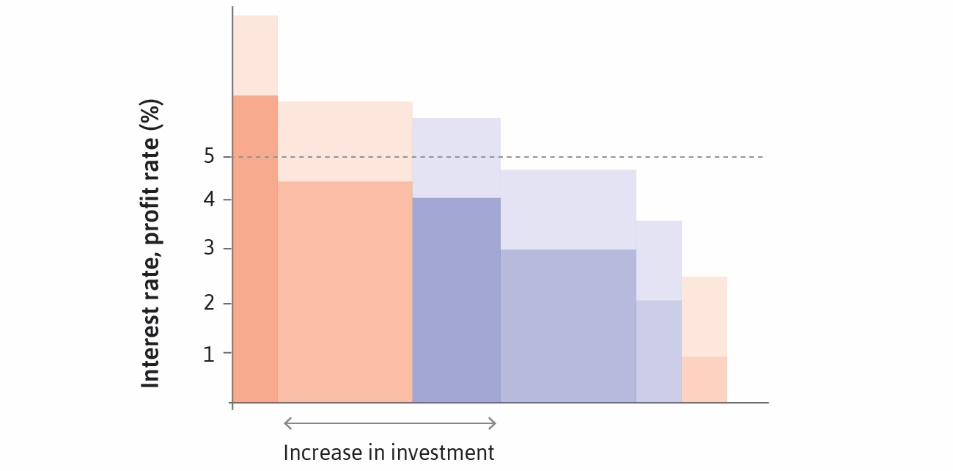 Interest rate, profit rate (%)
5
4
3
2
1
Increase in investment